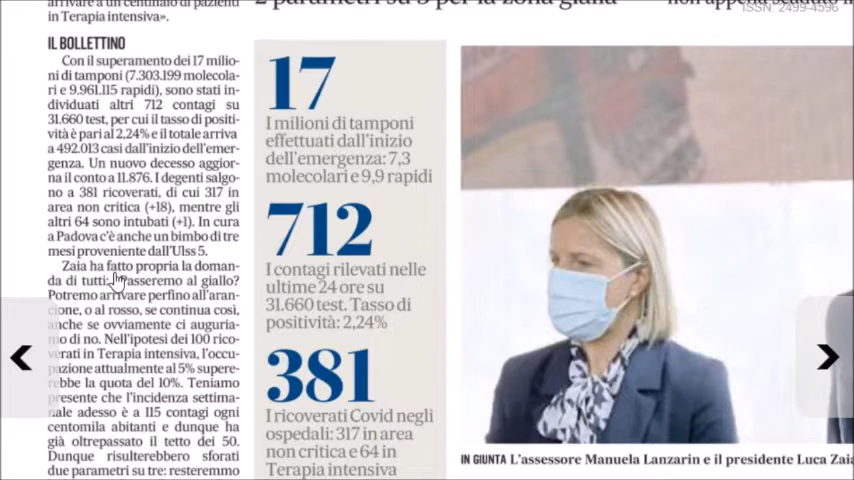 in Terapia intensiva».
2 parametri su 3 per la zona gialla
ISSN: 2499-4596
IL BOLLETTINO
Con il superamento dei 17 milio-
ni di tamponi (7.303.199 molecola-
ri e 9.961.115 rapidi), sono stati in-
dividuati altri 712 contagi su
31.660 test, per cui il tasso di positi-
vità è pari al 2,24% e il totale arriva
a 492.013 casi dall'inizio dell'emer-
genza. Un nuovo decesso aggior-
na il conto a 11.876. I degenti salgo-
no a 381 ricoverati, di cui 317 in
area non critica (+18), mentre gli
altri 64 sono intubati (+1). In cura
a Padova c'è anche un bimbo di tre
mesi proveniente dall'Ulss 5.
Zaia ha fatto propria la doman-
da di tutti: «Passeremo al giallo?
Potremo arrivare perfino all'aran-
cione, o al rosso, se continua così,
anche se ovviamente ci auguria-
mo di no. Nell'ipotesi dei 100 rico-
verati in Terapia intensiva, l'occu-
pazione attualmente al 5% supere-
rebbe la quota del 10%. Teniamo
presente che l'incidenza settima-
nale adesso è a 115 contagi ogni
centomila abitanti e dunque ha
già oltrepassato il tetto dei 50.
Dunque risulterebbero sforati
due parametri su tre: resteremmo
17
I milioni di tamponi
effettuati dall'inizio
dell'emergenza: 7,3
molecolari e 9,9 rapidi
712
I contagi rilevati nelle
ultime 24 ore su
31.660 test. Tasso di
positività: 2,24%
381
I ricoverati Covid negli
ospedali: 317 in area
non critica e 64 in
Terapia intensiva
IN GIUNTA L'assessore Manuela Lanzarin e il presidente Luca Zaia